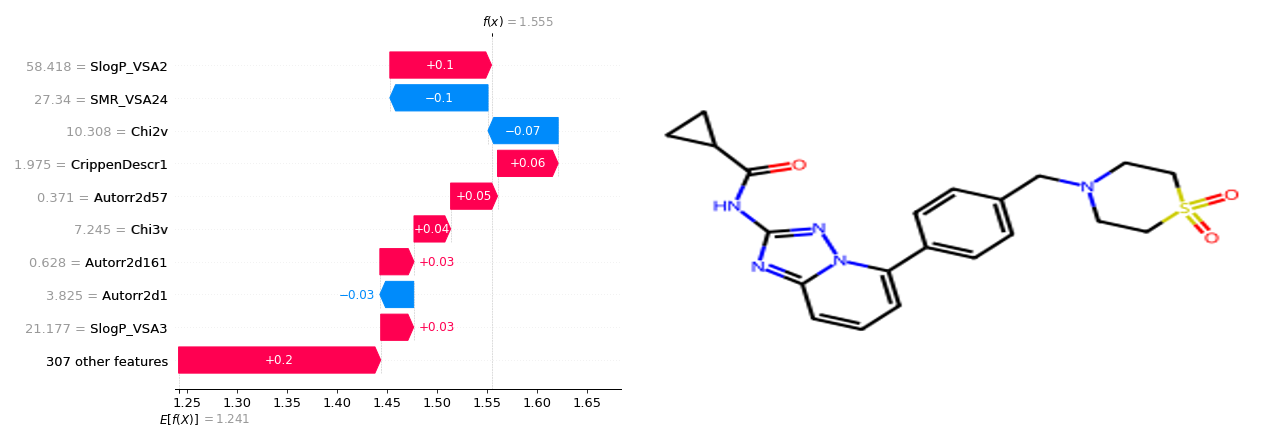 f(x) = 1.555
58.418 = SlogP_VSA2
+0.1
27.34 = SMR_VSA24
−0.1
10.308 = Chi2v
−0.07
1.975 = CrippenDescr1
+0.06
0.371 = Autorr2d57
+0.05
7.245 = Chi3v
+0.04
0.628 = Autorr2d161
+0.03
3.825 = Autorr2d1
−0.03
21.177 = SlogP_VSA3
+0.03
307 other features
+0.2
1.25 1.30 1.35 1.40 1.45 1.50 1.55 1.60 1.65
E[f(X)] = 1.241
O
HN
N
N
N
N
S
O
O